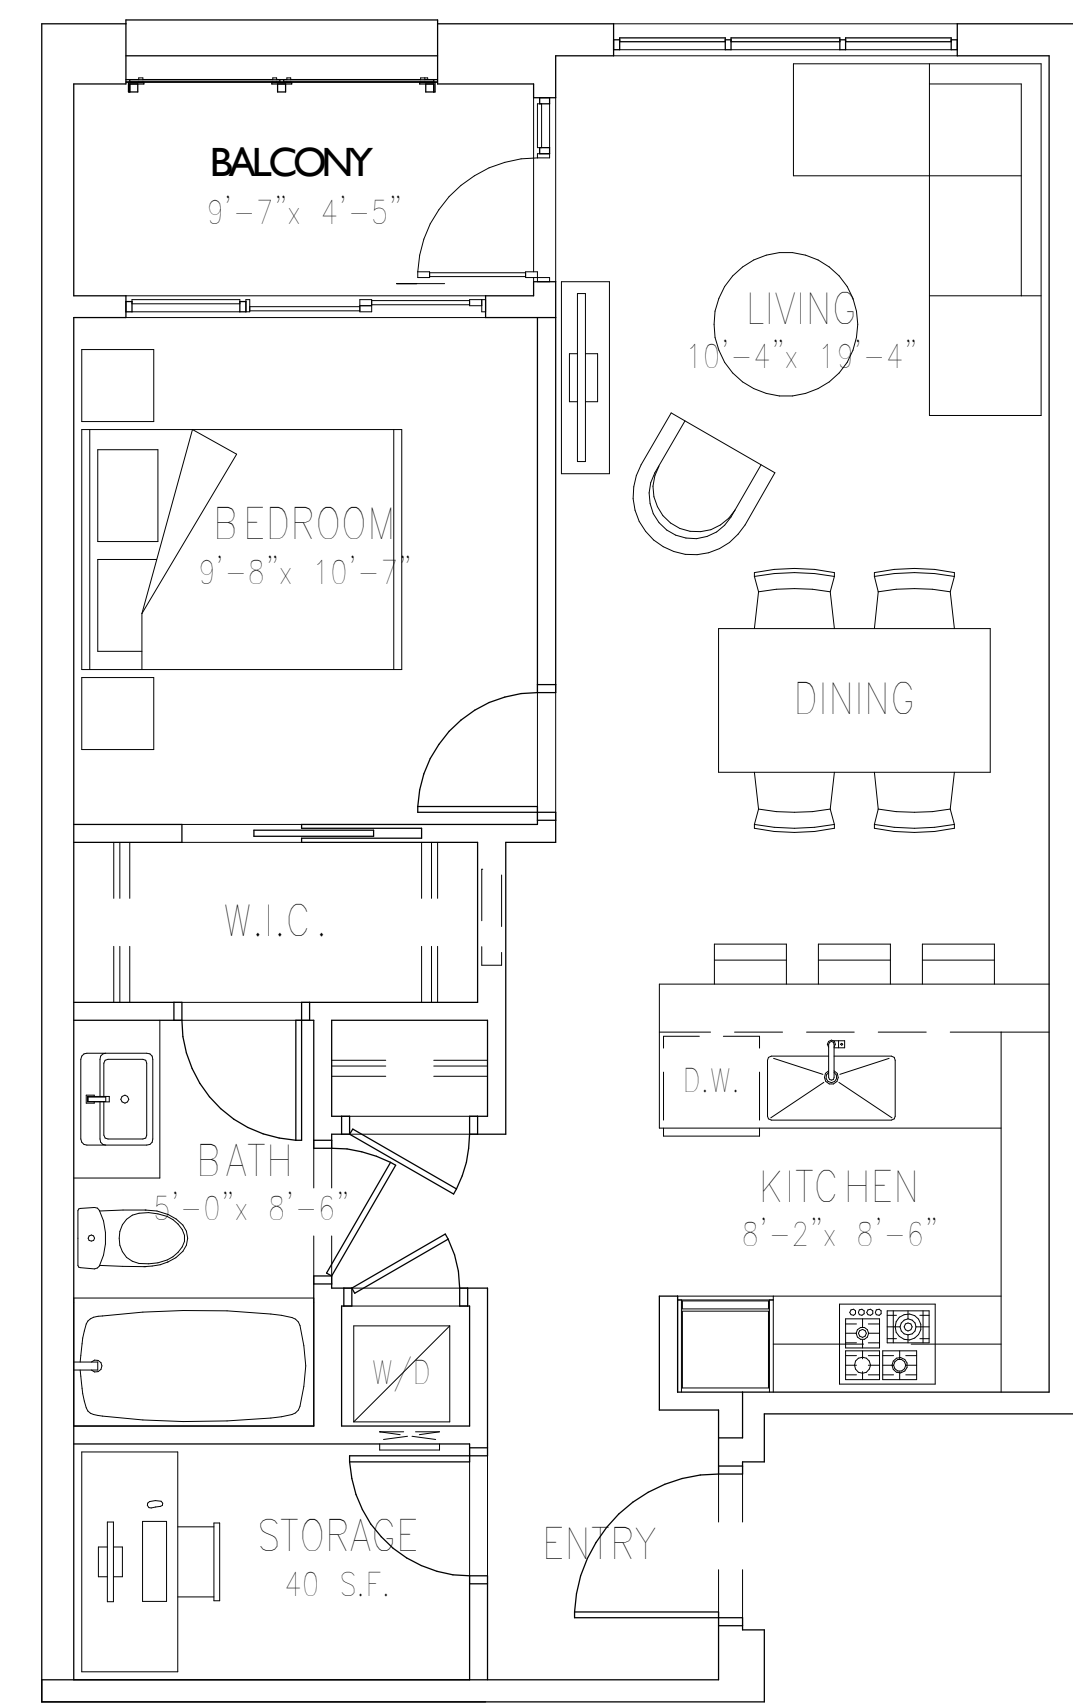 BALCONY
9'-7"x 4'-5"
LIVING
10'-4"x 19'-4"
BEDROOM
9'-8"x 10'-7"
DINING
W.I.C.
D.W.
BATH
5'-0"x 8'-6"
KITCHEN
8'-2"x 8'-6"
W/D
STORAGE
40 S.F.
ENTRY